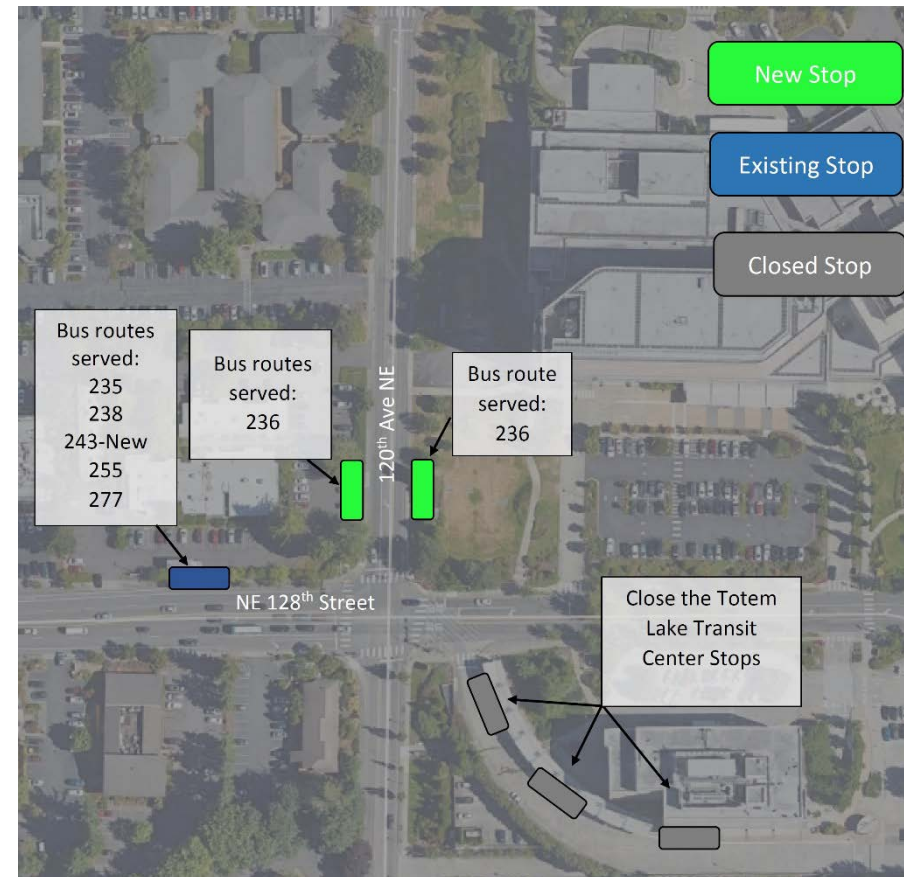 New Stop
Existing Stop
Closed Stop
Bus routes
served:
235
238
243-New
255
277
Bus routes
served:
236
120th Ave NE
Bus route
served:
236
NE 128th Street
Close the Totem
Lake Transit
Center Stops